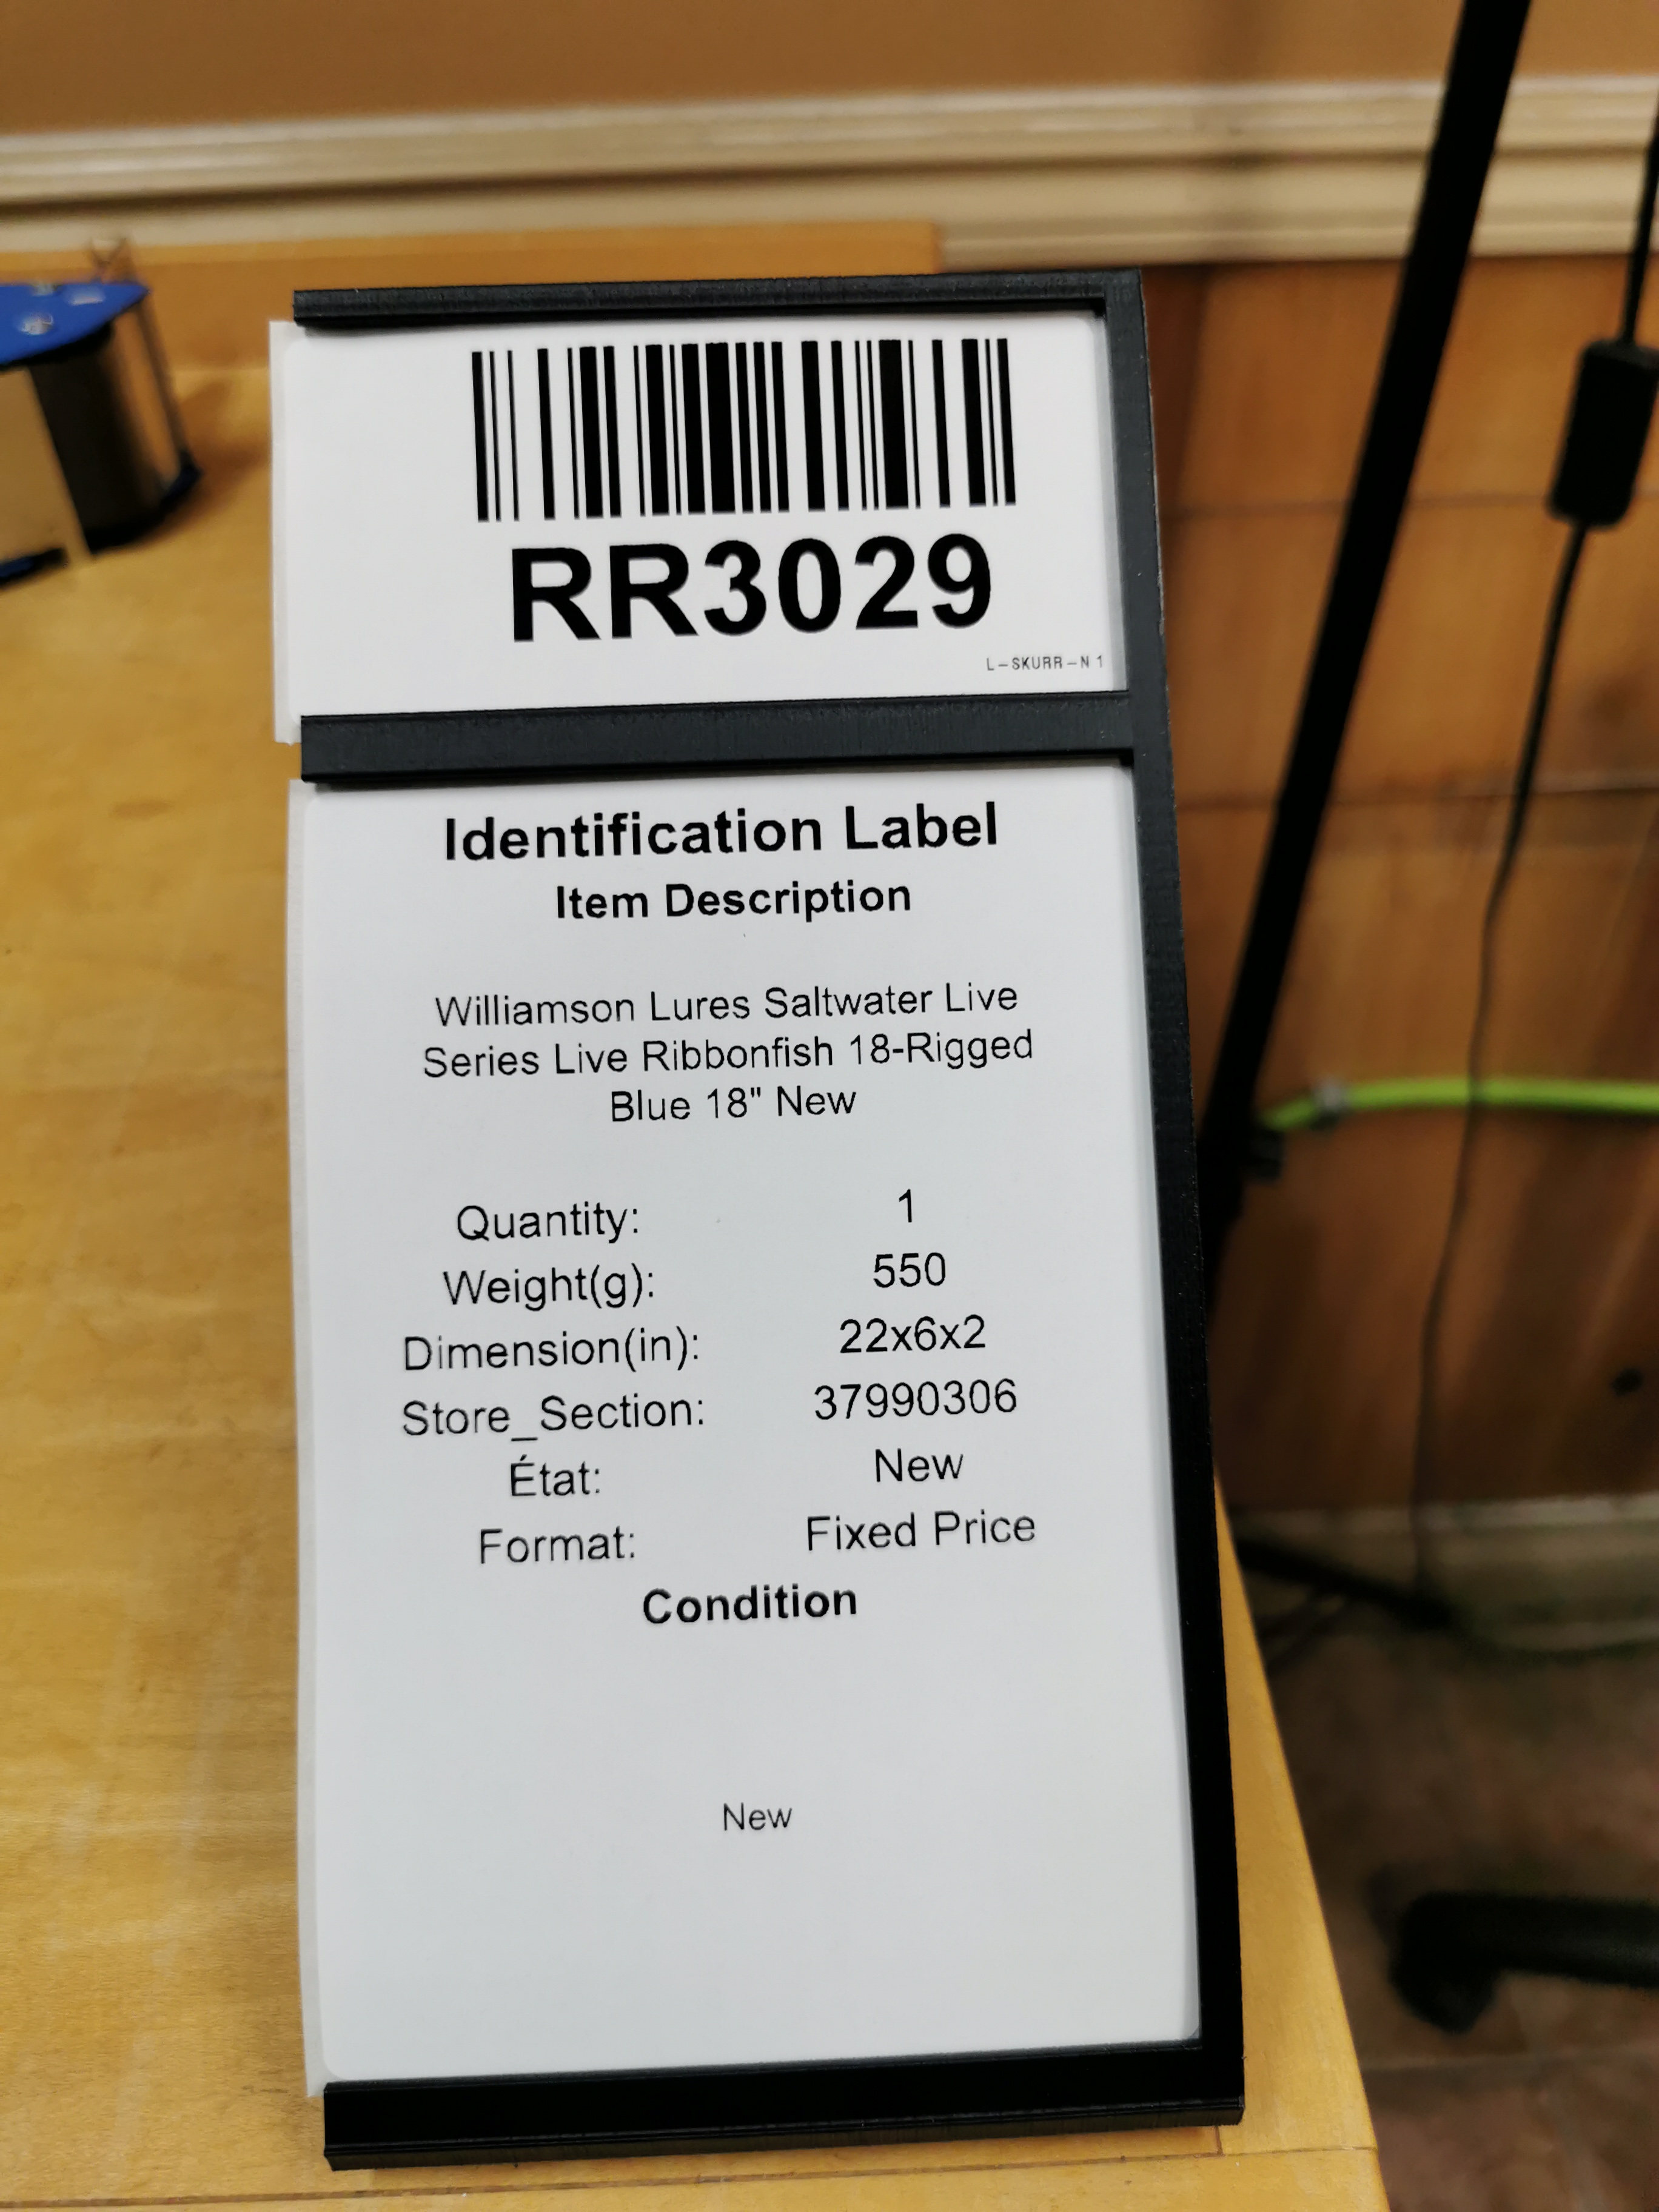 RR3029
L-SKURR-N 1
Identification Label
Item Description
Williamson Lures Saltwater Live
Series Live Ribbonfish 18-Rigged
Blue 18" New
Quantity: 1
Weight(g): 550
Dimension(in): 22x6x2
Store_Section: 37990306
État: New
Format: Fixed Price
Condition
New